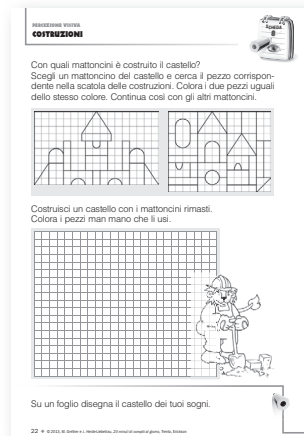 PERCEZIONE VISIVA
COSTRUZIONI
SCHEDA
Con quali mattoncini è costruito il castello?
Scegli un mattoncino del castello e cerca il pezzo corrispon-
dente nella scatola delle costruzioni. Colora i due pezzi uguali
dello stesso colore. Continua così con gli altri mattoncini.
Costruisci un castello con i mattoncini rimasti.
Colora i pezzi man mano che li usi.
Su un foglio disegna il castello dei tuoi sogni.
22 © 2013, M. Grefen e J.